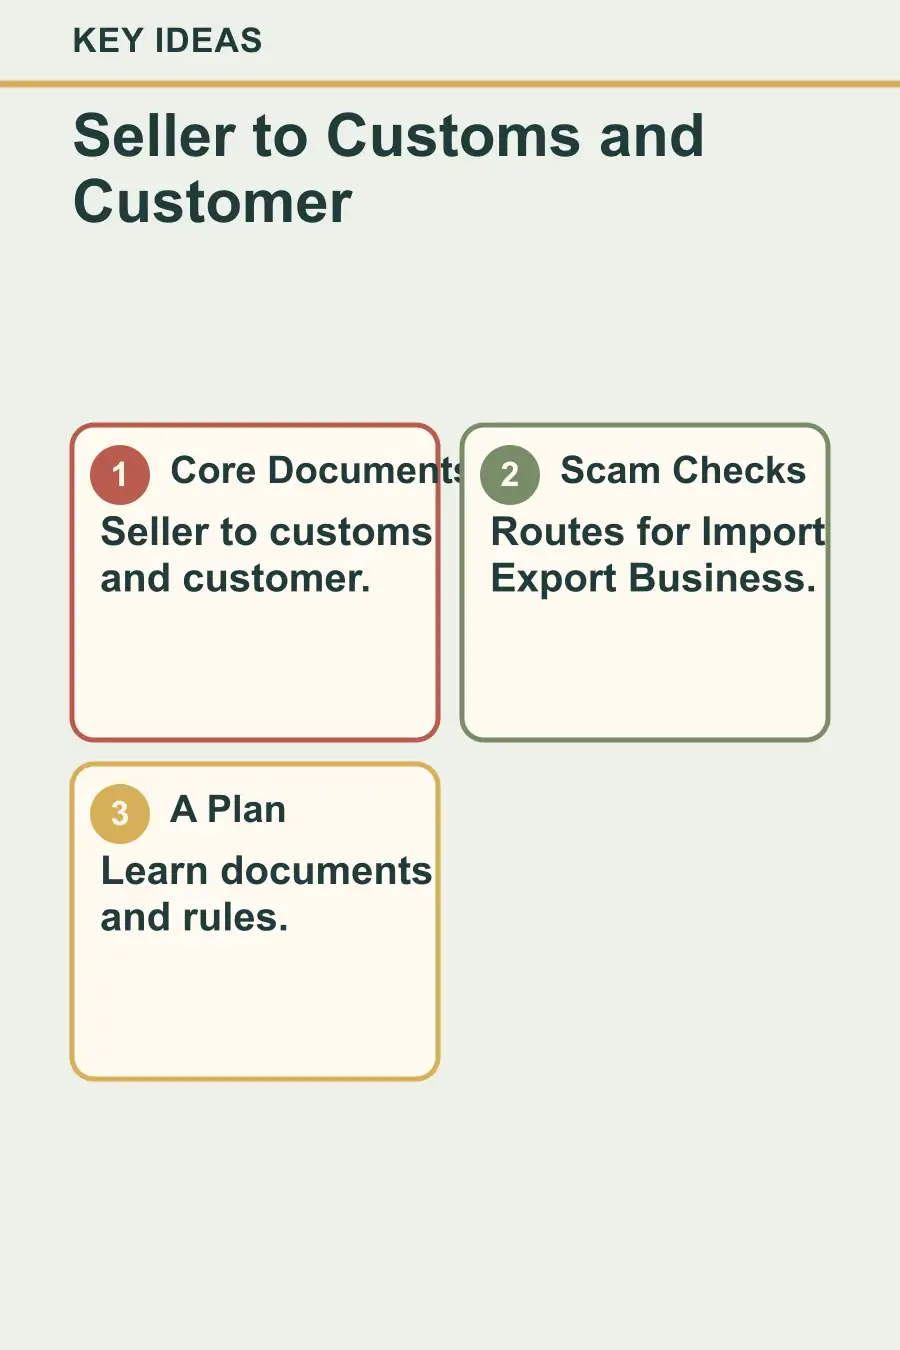 KEY IDEAS
Seller to Customs and
Customer
1 Core Documents
Seller to customs
and customer.
2 Scam Checks
Routes for Import
Export Business.
3 A Plan
Learn documents
and rules.